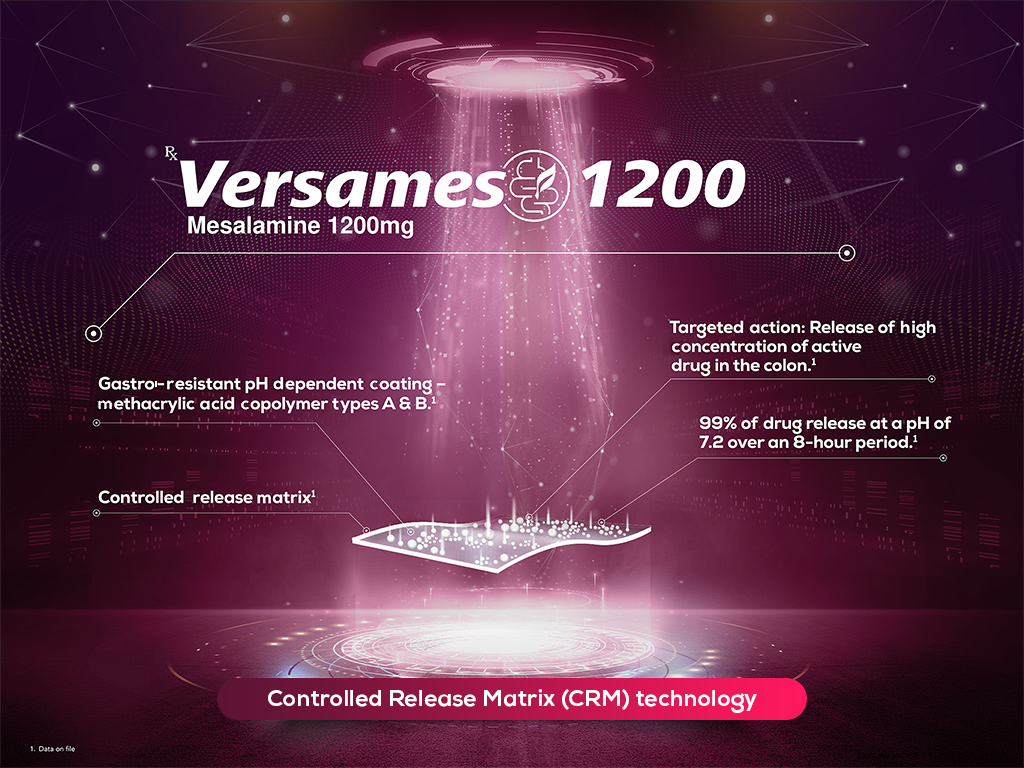 Rx
Versames 1200
Mesalamine 1200mg
Gastro-resistant pH dependent coating –
methacrylic acid copolymer types A & B.¹
Controlled release matrix¹
Targeted action: Release of high
concentration of active
drug in the colon.¹
99% of drug release at a pH of
7.2 over an 8-hour period.¹
Controlled Release Matrix (CRM) technology
1. Data on file